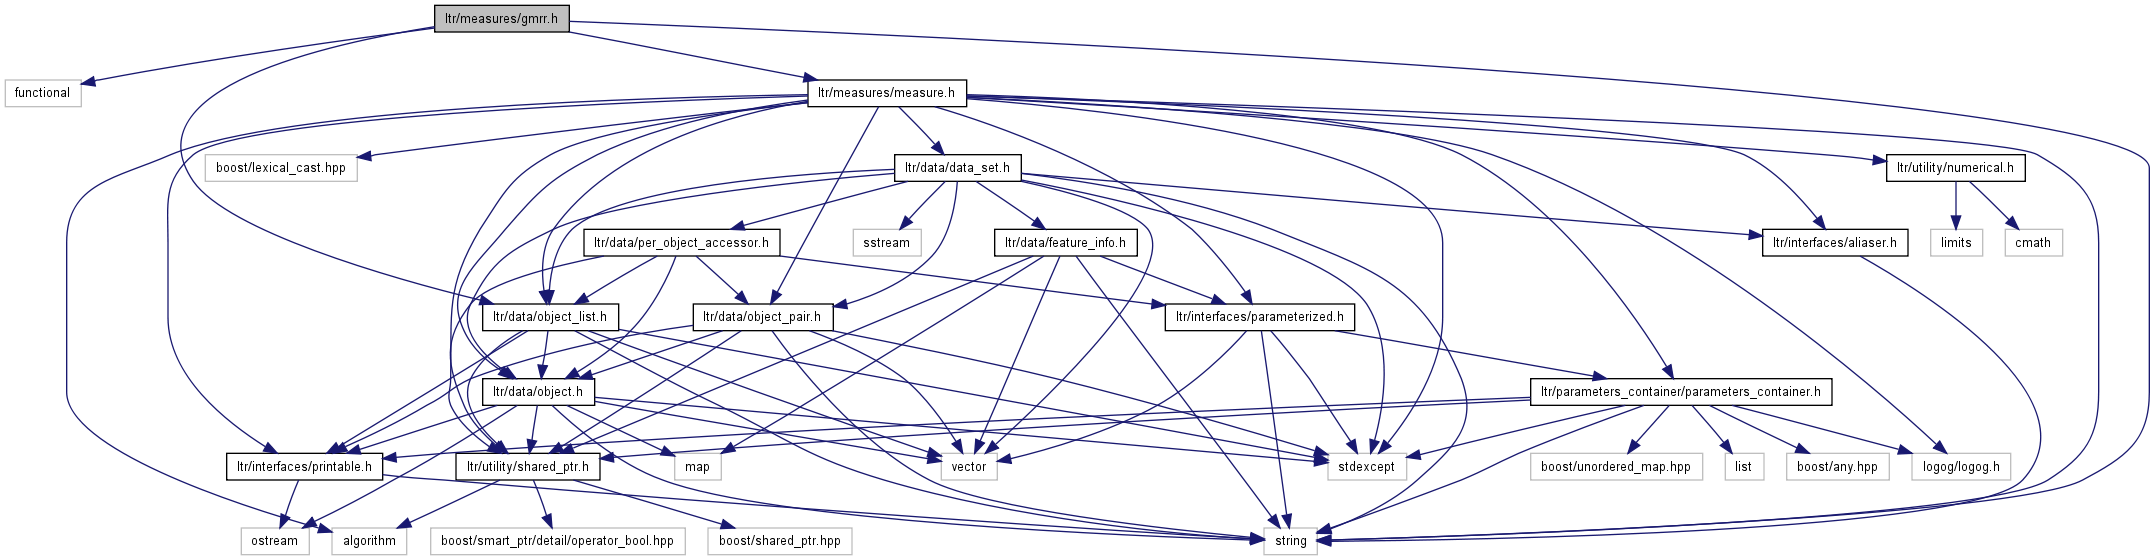 ltr/measures/gmrr.h
functional
ltr/measures/measure.h
boost/lexical_cast.hpp
ltr/data/data_set.h
ltr/utility/numerical.h
ltr/data/per_object_accessor.h
sstream
ltr/data/feature_info.h
ltr/interfaces/aliaser.h
limits
cmath
ltr/data/object_list.h
ltr/data/object_pair.h
ltr/interfaces/parameterized.h
ltr/data/object.h
ltr/parameters_container/parameters_container.h
ltr/interfaces/printable.h
ltr/utility/shared_ptr.h
map
vector
stdexcept
boost/unordered_map.hpp
list
boost/any.hpp
logog/logog.h
ostream
algorithm
boost/smart_ptr/detail/operator_bool.hpp
boost/shared_ptr.hpp
string